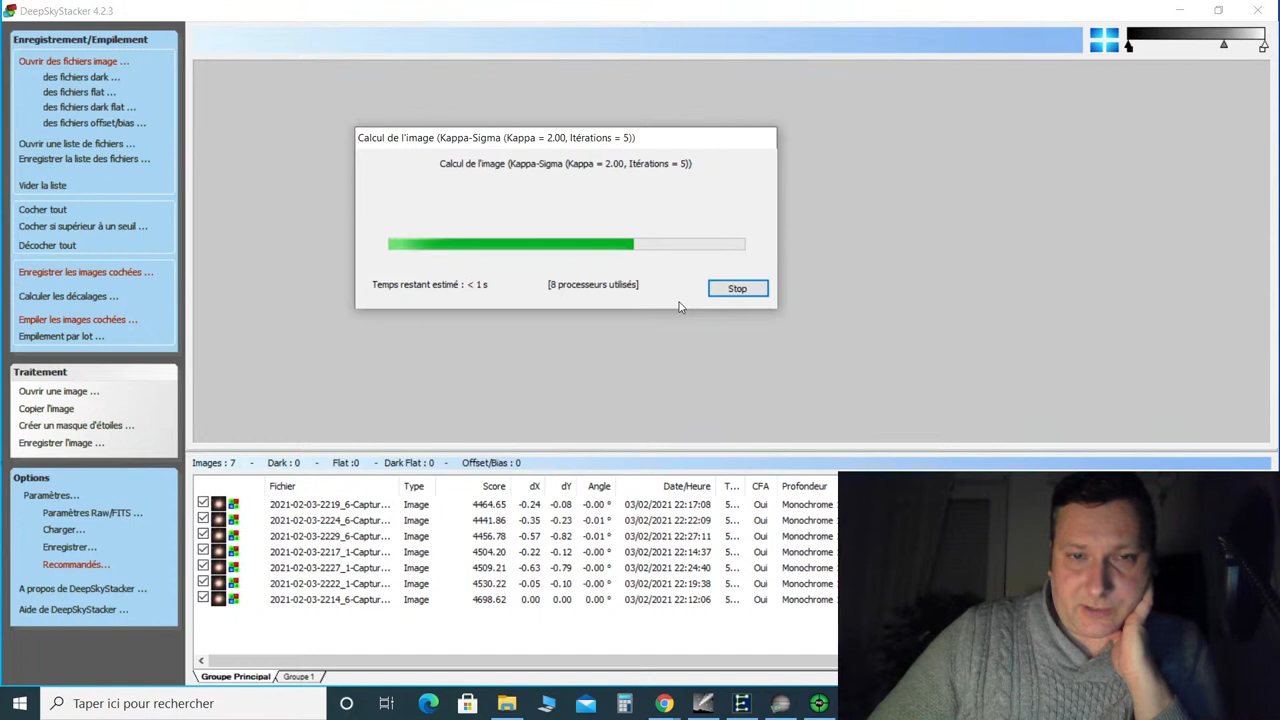 DeepSkyStacker 4.2.3
Enregistrement/Empilement
Ouvrir des fichiers image ...
des fichiers dark ...
des fichiers flat ...
des fichiers dark flat ...
des fichiers offset/bias ...
Ouvrir une liste de fichiers ...
Enregistrer la liste des fichiers ...
Vider la liste
Cocher tout
Cocher si supérieur à un seuil ...
Décocher tout
Enregistrer les images cochées ...
Calculer les décalages ...
Empiler les images cochées ...
Empilement par lot ...
Traitement
Ouvrir une image ...
Copier l'image
Créer un masque d'étoiles ...
Enregistrer l'image ...
Options
Paramètres...
Paramètres Raw/FITS ...
Charger...
Enregistrer...
Recommandés...
A propos de DeepSkyStacker ...
Aide de DeepSkyStacker ...
Calcul de l'image (Kappa-Sigma (Kappa = 2.00, Itérations = 5))
Calcul de l'image (Kappa-Sigma (Kappa = 2.00, Itérations = 5))
Temps restant estimé : < 1 s [8 processeurs utilisés] Stop
Images : 7 - Dark : 0 - Flat :0 - Dark Flat : 0 - Offset/Bias : 0
Fichier Type Score dX dY Angle Date/Heure T... CFA Profondeur
2021-02-03-2219_6-Captur... Image 4464.65 -0.24 -0.08 -0.00 ° 03/02/2021 22:17:08 5... Oui Monochrome
2021-02-03-2224_6-Captur... Image 4441.86 -0.35 -0.23 -0.01 ° 03/02/2021 22:22:09 5... Oui Monochrome
2021-02-03-2229_6-Captur... Image 4456.78 -0.57 -0.82 -0.01 ° 03/02/2021 22:27:11 5... Oui Monochrome
2021-02-03-2217_1-Captur... Image 4504.20 -0.22 -0.12 -0.00 ° 03/02/2021 22:14:37 5... Oui Monochrome
2021-02-03-2227_1-Captur... Image 4509.21 -0.63 -0.79 -0.00 ° 03/02/2021 22:24:40 5... Oui Monochrome
2021-02-03-2222_1-Captur... Image 4530.22 -0.05 -0.10 -0.00 ° 03/02/2021 22:19:38 5... Oui Monochrome
2021-02-03-2214_6-Captur... Image 4698.62 0.00 0.00 0.00 ° 03/02/2021 22:12:06 5... Oui Monochrome
Groupe Principal Groupe 1
Taper ici pour rechercher